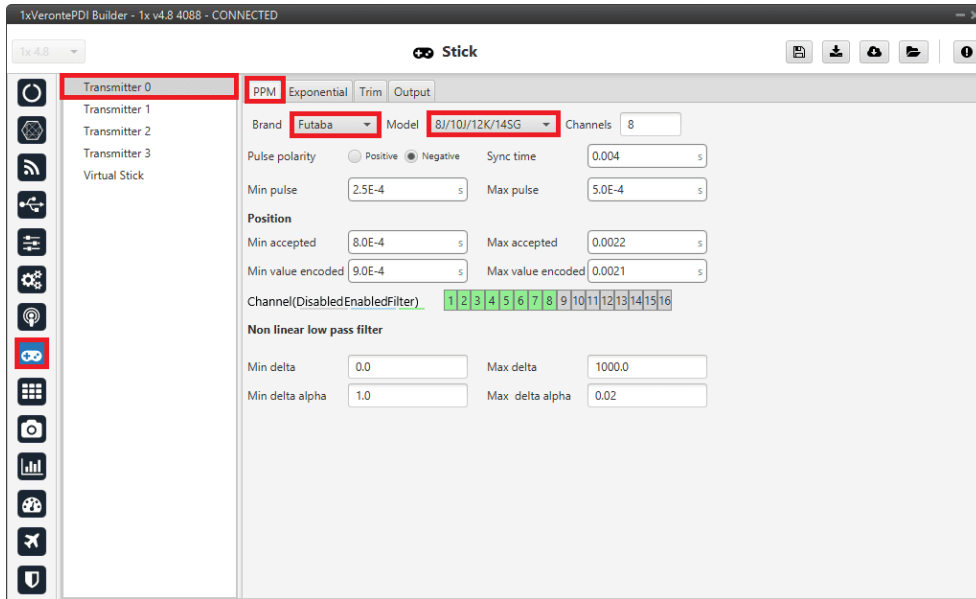 1xVerontePDI Builder - 1x v4.8 4088 - CONNECTED
1x 4.8
Stick
Transmitter 0
Transmitter 1
Transmitter 2
Transmitter 3
Virtual Stick
PPM Exponential Trim Output
Brand Futaba Model 8J/10J/12K/14SG Channels 8
Pulse polarity Positive Negative Sync time 0.004 s
Min pulse 2.5E-4 s Max pulse 5.0E-4 s
Position
Min accepted 8.0E-4 s Max accepted 0.0022 s
Min value encoded 9.0E-4 s Max value encoded 0.0021 s
Channel(DisabledEnabledFilter) 1 2 3 4 5 6 7 8 9 10 11 12 13 14 15 16
Non linear low pass filter
Min delta 0.0 Max delta 1000.0
Min delta alpha 1.0 Max delta alpha 0.02